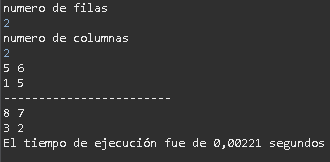 numero de filas
2
numero de columnas
2
5 6
1 5
------------------------
8 7
3 2
El tiempo de ejecución fue de 0,00221 segundos